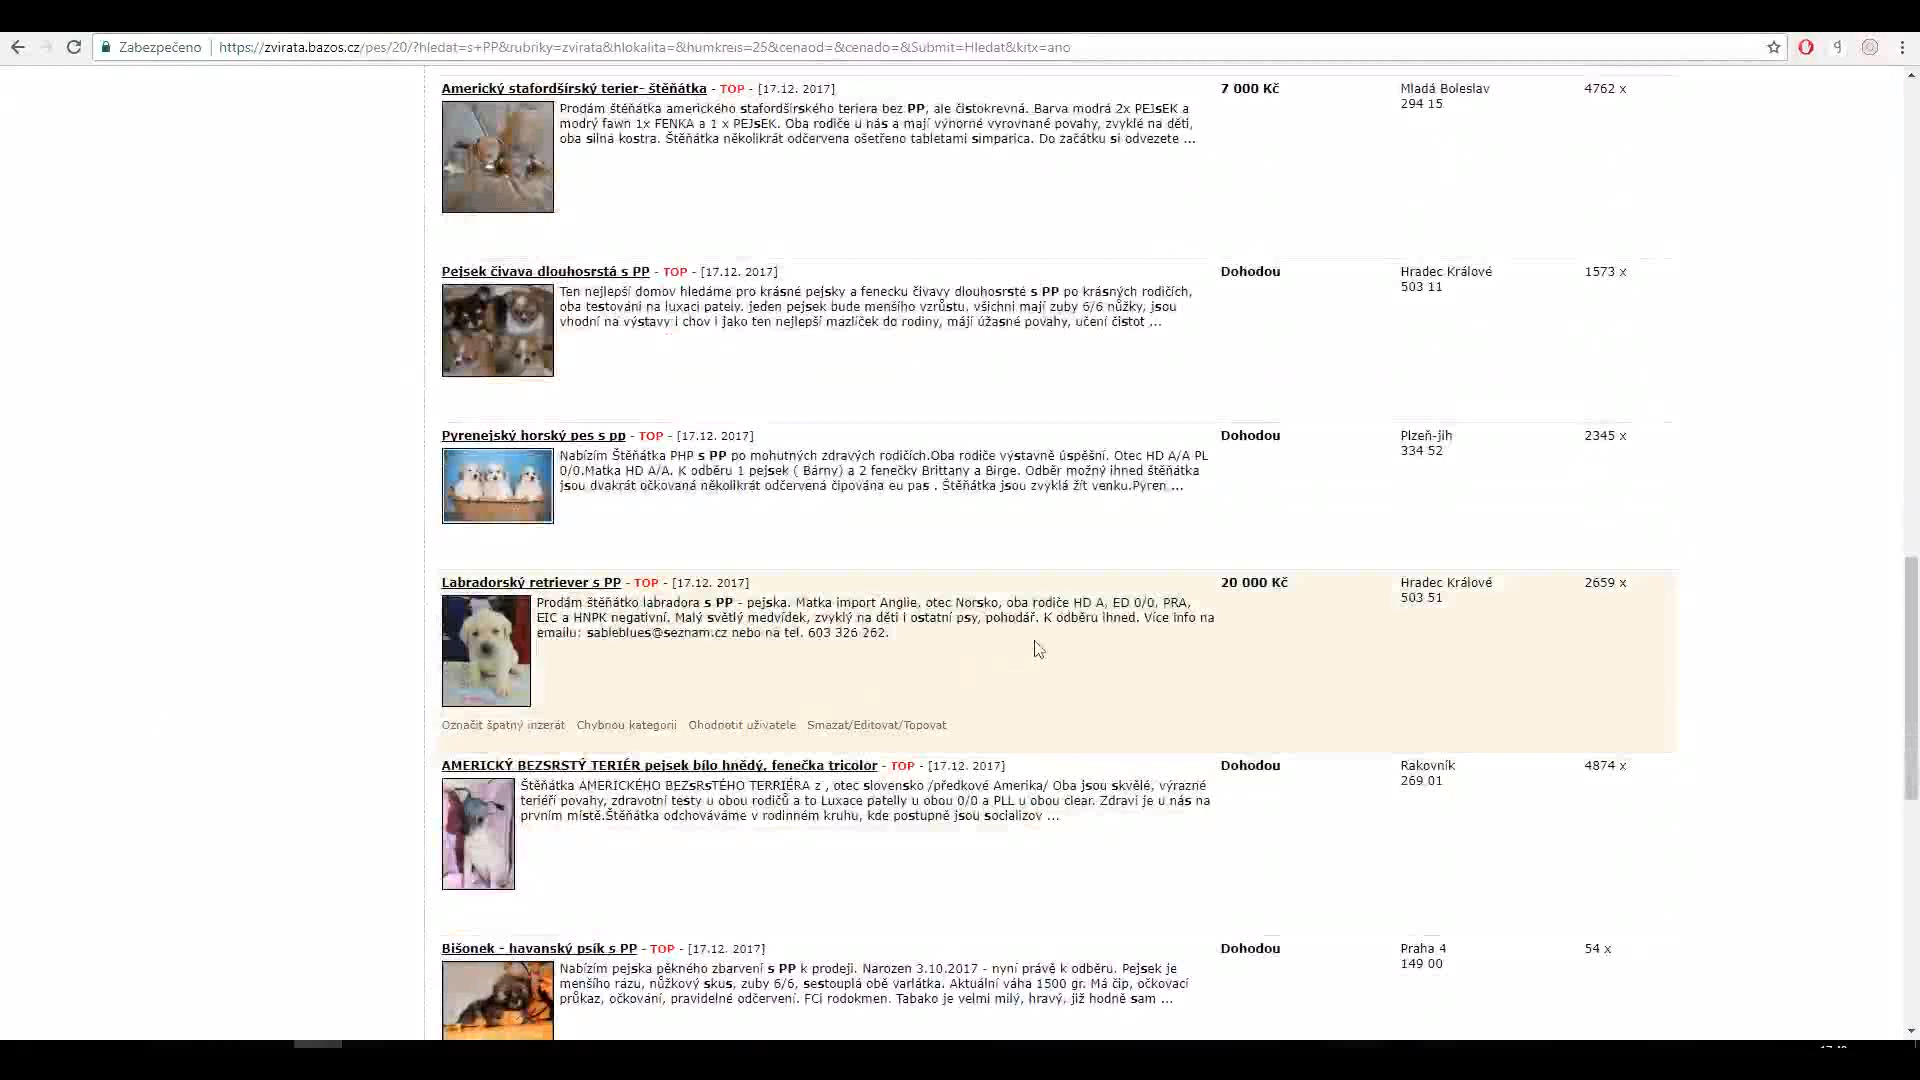 Zabezpečeno
https://zvirata.bazos.cz/pes/20/?hledat=s+PP&rubriky=zvirata&hlokalita=&humkreis=25&cenaod=&cenado=&Submit=Hledat&kitx=ano
Americký stafordšírský terier- štěňátka - TOP - [17.12. 2017] 7 000 Kč Mladá Boleslav 4762 x
294 15
Prodám štěňátka amerického stafordšírského teriera bez PP, ale čistokrevná. Barva modrá 2x PEJsEK a
modrý fawn 1x FENKA a 1 x PEJsEK. Oba rodiče u nás a mají výnorné vyrovnané povahy, zvyklé na děti,
oba silná kostra. Štěňátka několikrát odčervena ošetřeno tabletami simparica. Do začátku si odvezete ...
Pejsek čivava dlouhosrstá s PP - TOP - [17.12. 2017] Dohodou Hradec Králové 1573 x
503 11
Ten nejlepší domov hledáme pro krásné pejsky a fenecku čivavy dlouhosrsté s PP po krásných rodičích,
oba testováni na luxaci pately. jeden pejsek bude menšího vzrůstu, všichni mají zuby 6/6 nůžky, jsou
vhodní na výstavy i chov i jako ten nejlepší mazlíček do rodiny, májí úžasné povahy, učení čistot ...
Pyrenejský horský pes s pp - TOP - [17.12. 2017] Dohodou Plzeň-jih 2345 x
334 52
Nabízím Štěňátka PHP s PP po mohutných zdravých rodičích.Oba rodiče výstavně úspěšní. Otec HD A/A PL
0/0.Matka HD A/A. K odběru 1 pejsek ( Bárny) a 2 fenečky Brittany a Birge. Odběr možný ihned štěňátka
jsou dvakrát očkovaná několikrát odčervená čipována eu pas . Štěňátka jsou zvyklá žít venku.Pyren ...
Labradorský retriever s PP - TOP - [17.12. 2017] 20 000 Kč Hradec Králové 2659 x
503 51
Prodám štěňátko labradora s PP - pejska. Matka import Anglie, otec Norsko, oba rodiče HD A, ED 0/0, PRA,
EIC a HNPK negativní. Malý světlý medvídek, zvyklý na děti i ostatní psy, pohodář. K odběru ihned. Více info na
emailu: sableblues@seznam.cz nebo na tel. 603 326 262.
Označit špatný inzerát Chybnou kategorii Ohodnotit uživatele Smazat/Editovat/Topovat
AMERICKÝ BEZSRSTÝ TERIÉR pejsek bílo hnědý, fenečka tricolor - TOP - [17.12. 2017] Dohodou Rakovník 4874 x
269 01
Štěňátka AMERICKÉHO BEZsRsTÉHO TERRIÉRA z , otec slovensko /předkové Amerika/ Oba jsou skvělé, výrazné
teriéří povahy, zdravotní testy u obou rodičů a to Luxace patelly u obou 0/0 a PLL u obou clear. Zdraví je u nás na
prvním místě.Štěňátka odchováváme v rodinném kruhu, kde postupně jsou socializov ...
Bišonek - havanský psík s PP - TOP - [17.12. 2017] Dohodou Praha 4 54 x
149 00
Nabízím pejska pěkného zbarvení s PP k prodeji. Narozen 3.10.2017 - nyní právě k odběru. Pejsek je
menšího rázu, nůžkový skus, zuby 6/6, sestouplá obě varlátka. Aktuální váha 1500 gr. Má čip, očkovací
průkaz, očkování, pravidelné odčervení. FCi rodokmen. Tabako je velmi milý, hravý, již hodně sam ...